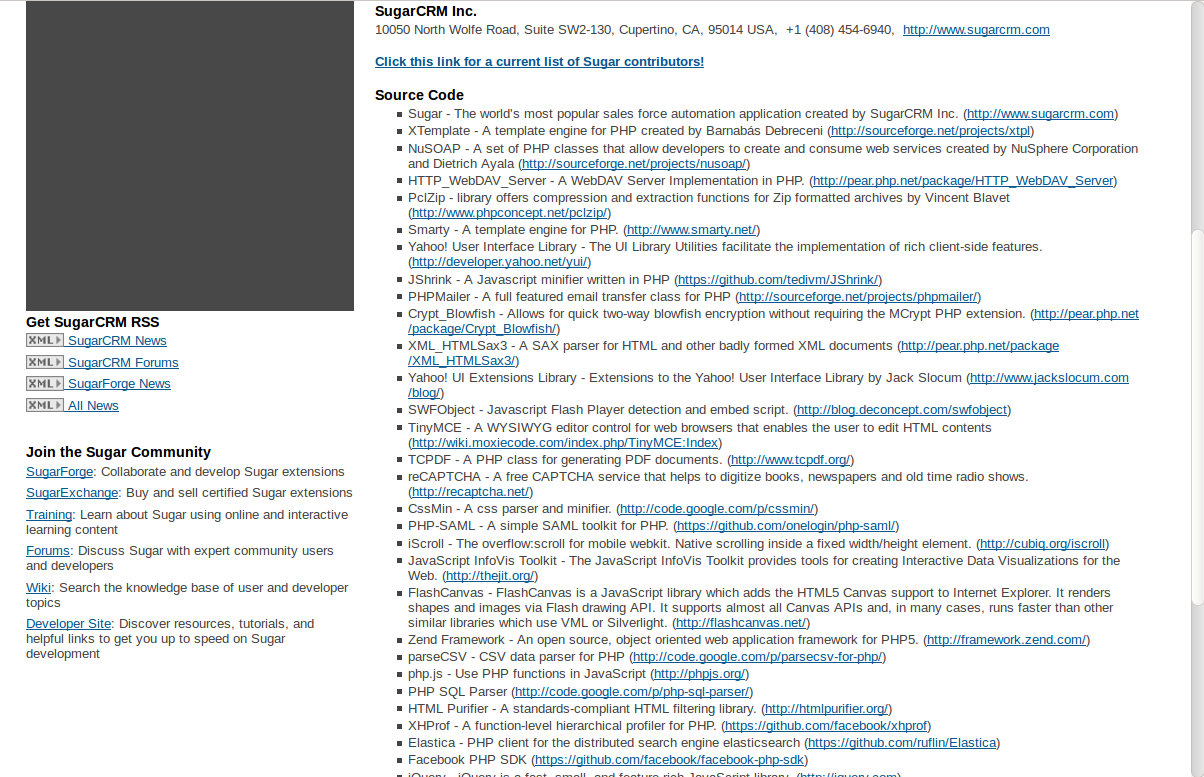 SugarCRM Inc.
10050 North Wolfe Road, Suite SW2-130, Cupertino, CA, 95014 USA, +1 (408) 454-6940, http://www.sugarcrm.com
Click this link for a current list of Sugar contributors!
Source Code
Sugar - The world's most popular sales force automation application created by SugarCRM Inc. (http://www.sugarcrm.com)
XTemplate - A template engine for PHP created by Barnabás Debreceni (http://sourceforge.net/projects/xtpl)
NuSOAP - A set of PHP classes that allow developers to create and consume web services created by NuSphere Corporation
and Dietrich Ayala (http://sourceforge.net/projects/nusoap/)
HTTP_WebDAV_Server - A WebDAV Server Implementation in PHP. (http://pear.php.net/package/HTTP_WebDAV_Server)
PclZip - library offers compression and extraction functions for Zip formatted archives by Vincent Blavet
(http://www.phpconcept.net/pclzip/)
Smarty - A template engine for PHP. (http://www.smarty.net/)
Yahoo! User Interface Library - The UI Library Utilities facilitate the implementation of rich client-side features.
(http://developer.yahoo.net/yui/)
JShrink - A Javascript minifier written in PHP (https://github.com/tedivm/JShrink/)
PHPMailer - A full featured email transfer class for PHP (http://sourceforge.net/projects/phpmailer/)
Crypt_Blowfish - Allows for quick two-way blowfish encryption without requiring the MCrypt PHP extension. (http://pear.php.net
/package/Crypt_Blowfish/)
XML_HTMLSax3 - A SAX parser for HTML and other badly formed XML documents (http://pear.php.net/package
/XML_HTMLSax3/)
Yahoo! UI Extensions Library - Extensions to the Yahoo! User Interface Library by Jack Slocum (http://www.jackslocum.com
/blog/)
SWFObject - Javascript Flash Player detection and embed script. (http://blog.deconcept.com/swfobject)
TinyMCE - A WYSIWYG editor control for web browsers that enables the user to edit HTML contents
(http://wiki.moxiecode.com/index.php/TinyMCE:Index)
TCPDF - A PHP class for generating PDF documents. (http://www.tcpdf.org/)
reCAPTCHA - A free CAPTCHA service that helps to digitize books, newspapers and old time radio shows.
(http://recaptcha.net/)
CssMin - A css parser and minifier. (http://code.google.com/p/cssmin/)
PHP-SAML - A simple SAML toolkit for PHP. (https://github.com/onelogin/php-saml/)
iScroll - The overflow:scroll for mobile webkit. Native scrolling inside a fixed width/height element. (http://cubiq.org/iscroll)
JavaScript InfoVis Toolkit - The JavaScript InfoVis Toolkit provides tools for creating Interactive Data Visualizations for the
Web. (http://thejit.org/)
FlashCanvas - FlashCanvas is a JavaScript library which adds the HTML5 Canvas support to Internet Explorer. It renders
shapes and images via Flash drawing API. It supports almost all Canvas APIs and, in many cases, runs faster than other
similar libraries which use VML or Silverlight. (http://flashcanvas.net/)
Zend Framework - An open source, object oriented web application framework for PHP5. (http://framework.zend.com/)
parseCSV - CSV data parser for PHP (http://code.google.com/p/parsecsv-for-php/)
php.js - Use PHP functions in JavaScript (http://phpjs.org/)
PHP SQL Parser (http://code.google.com/p/php-sql-parser/)
HTML Purifier - A standards-compliant HTML filtering library. (http://htmlpurifier.org/)
XHProf - A function-level hierarchical profiler for PHP. (https://github.com/facebook/xhprof)
Elastica - PHP client for the distributed search engine elasticsearch (https://github.com/ruflin/Elastica)
Facebook PHP SDK (https://github.com/facebook/facebook-php-sdk)
jQuery - jQuery is a fast, small, and feature-rich JavaScript library. (http://jquery.com)
Get SugarCRM RSS
XML SugarCRM News
XML SugarCRM Forums
XML SugarForge News
XML All News
Join the Sugar Community
SugarForge: Collaborate and develop Sugar extensions
SugarExchange: Buy and sell certified Sugar extensions
Training: Learn about Sugar using online and interactive
learning content
Forums: Discuss Sugar with expert community users
and developers
Wiki: Search the knowledge base of user and developer
topics
Developer Site: Discover resources, tutorials, and
helpful links to get you up to speed on Sugar
development